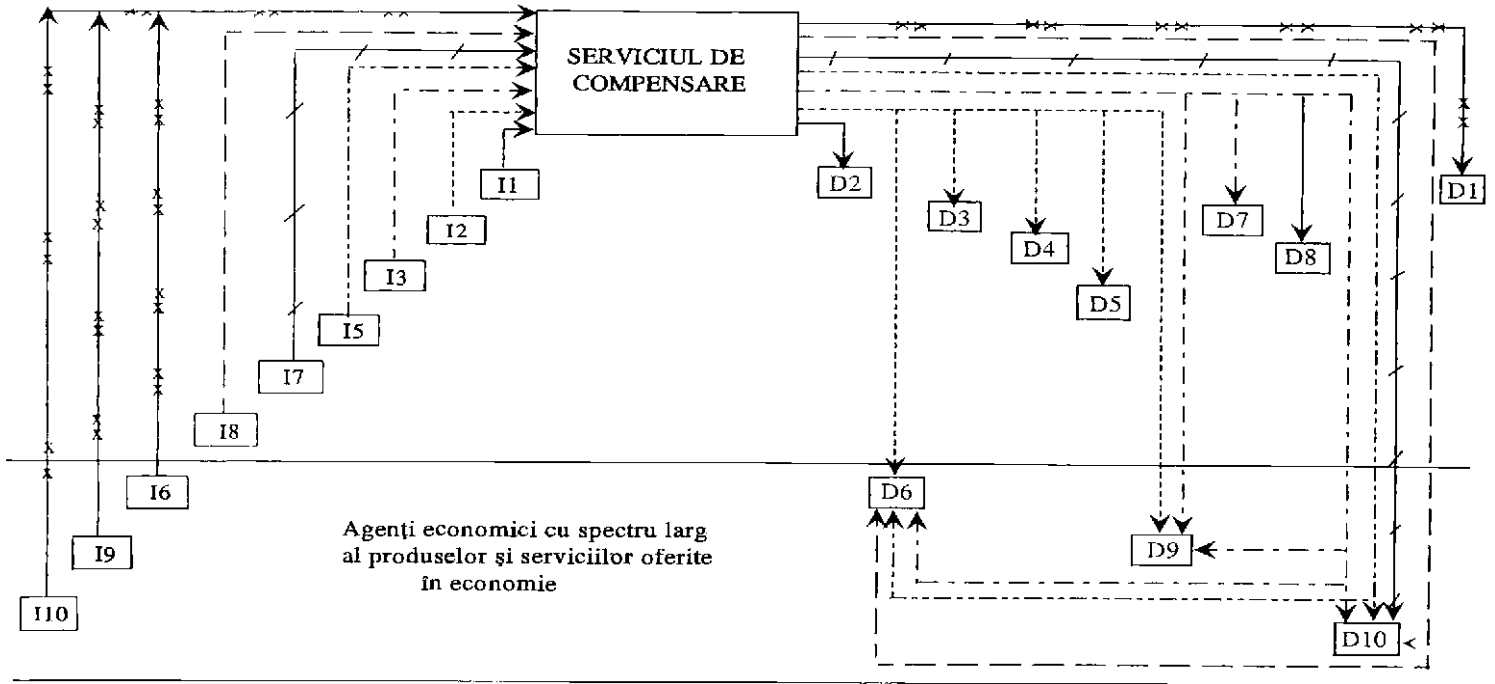 SERVICIUL DE
COMPENSARE
I1
I2
I3
I5
I7
I8
I6
I9
I10
D2
D3
D4
D5
D7
D8
D1
D6
D9
D10
Agenţi economici cu spectru larg
al produselor şi serviciilor oferite
în economie